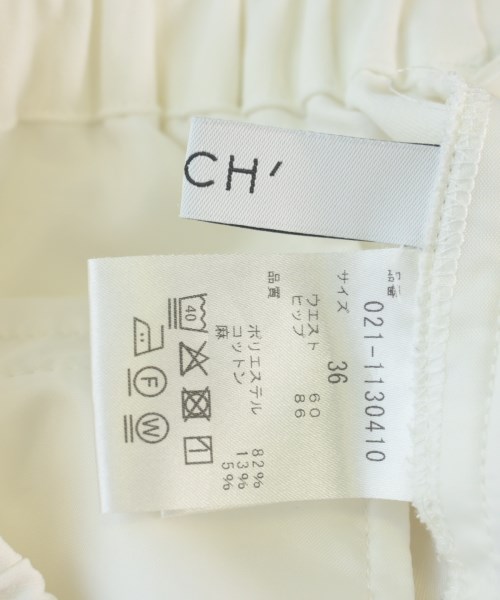 CH'
品番
021-1130410
サイズ
36
ウエスト 60
ヒップ 86
品質
ポリエステル 82%
コットン 13%
麻 5%
40
F
W